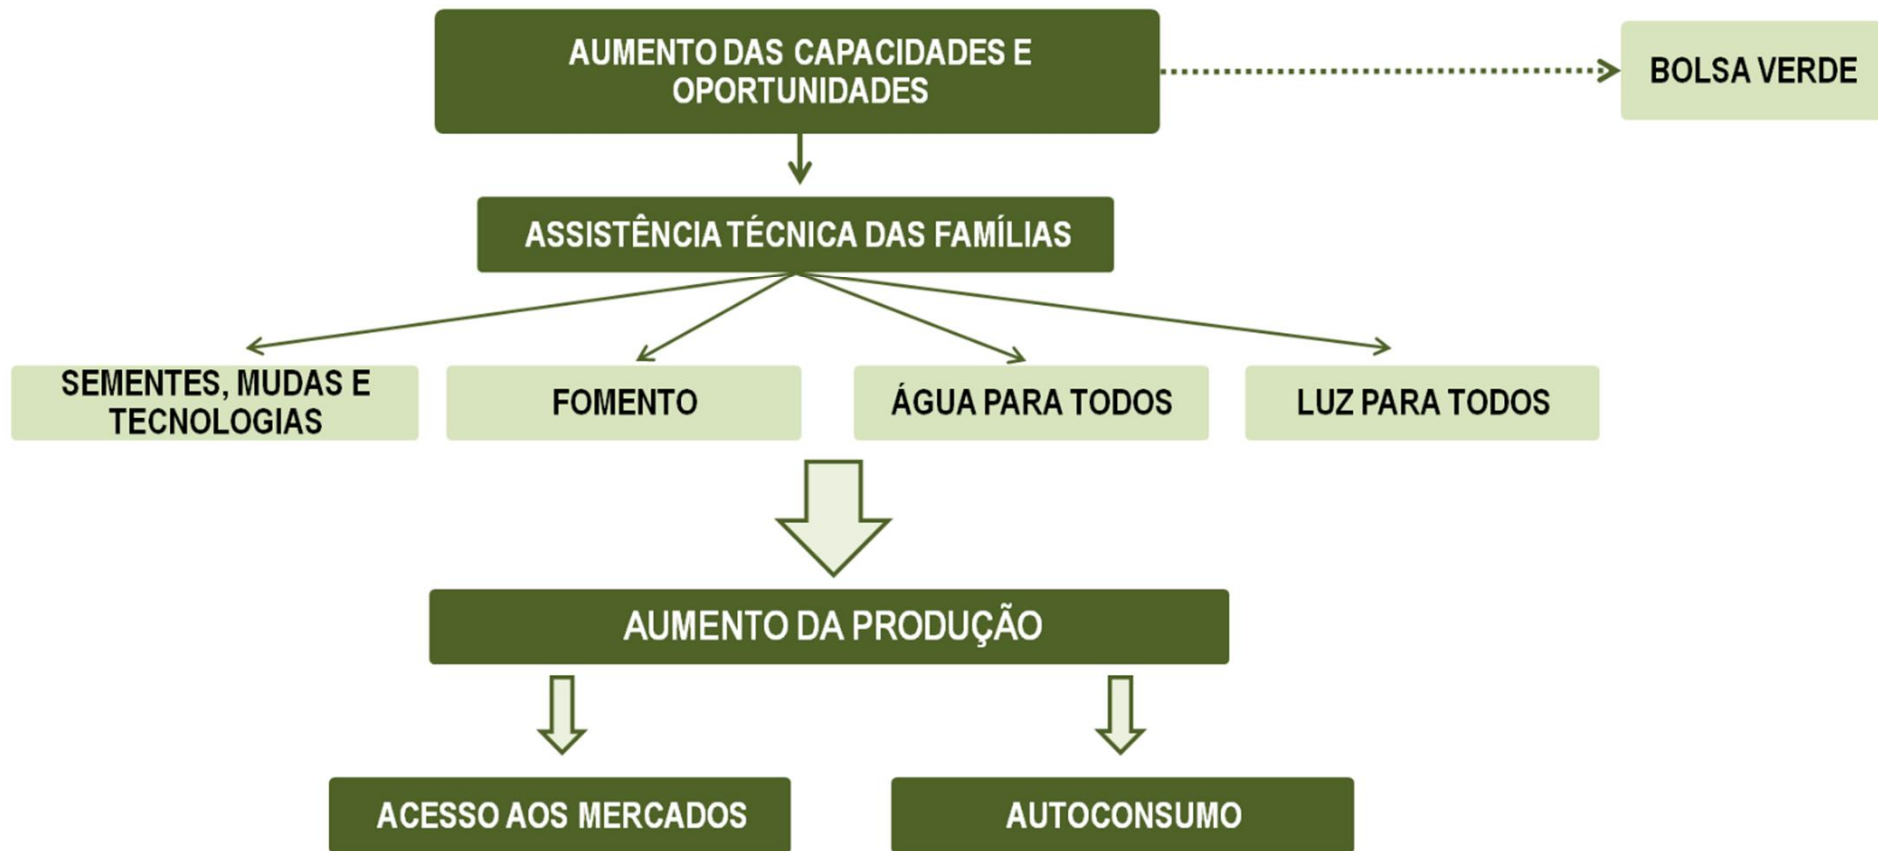 AUMENTO DAS CAPACIDADES E
OPORTUNIDADES
BOLSA VERDE
ASSISTÊNCIA TÉCNICA DAS FAMÍLIAS
SEMENTES, MUDAS E
TECNOLOGIAS
FOMENTO
ÁGUA PARA TODOS
LUZ PARA TODOS
AUMENTO DA PRODUÇÃO
ACESSO AOS MERCADOS
AUTOCONSUMO